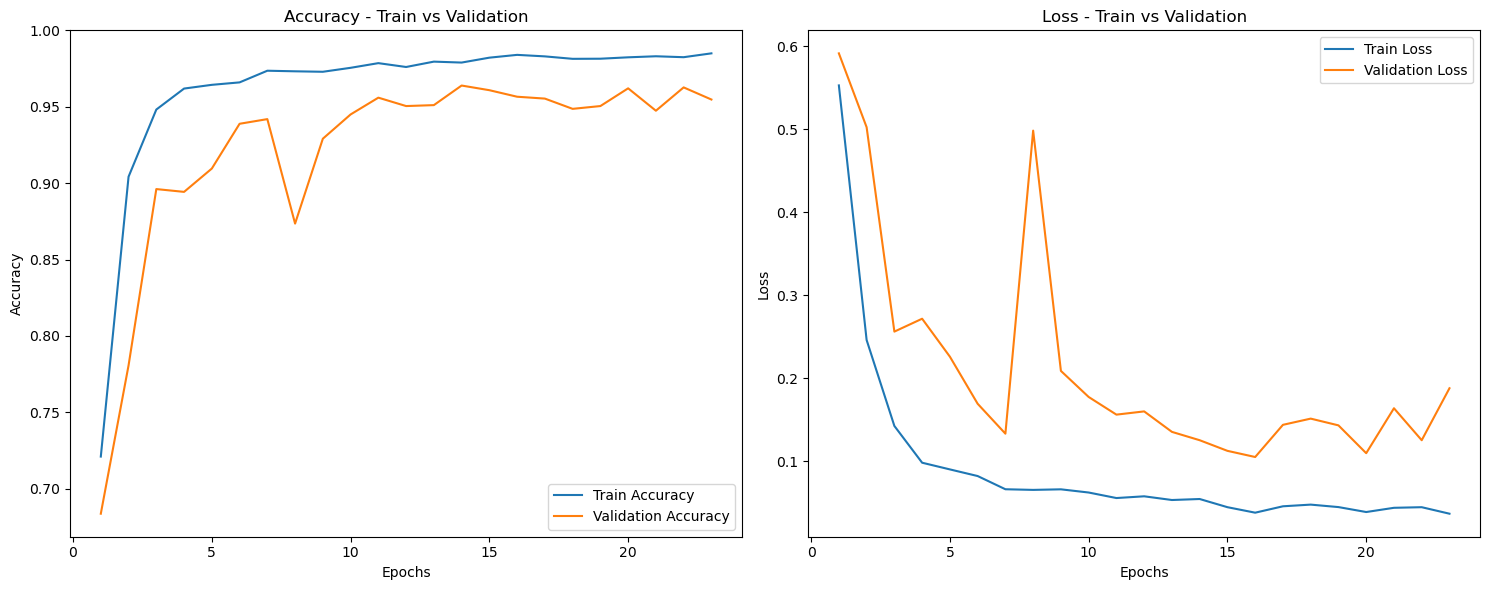 Accuracy - Train vs Validation
1.00
0.95
0.90
0.85
0.80
0.75
0.70
Accuracy
0
5
10
15
20
Epochs
Train Accuracy
Validation Accuracy
Loss - Train vs Validation
0.6
0.5
0.4
0.3
0.2
0.1
Loss
0
5
10
15
20
Epochs
Train Loss
Validation Loss